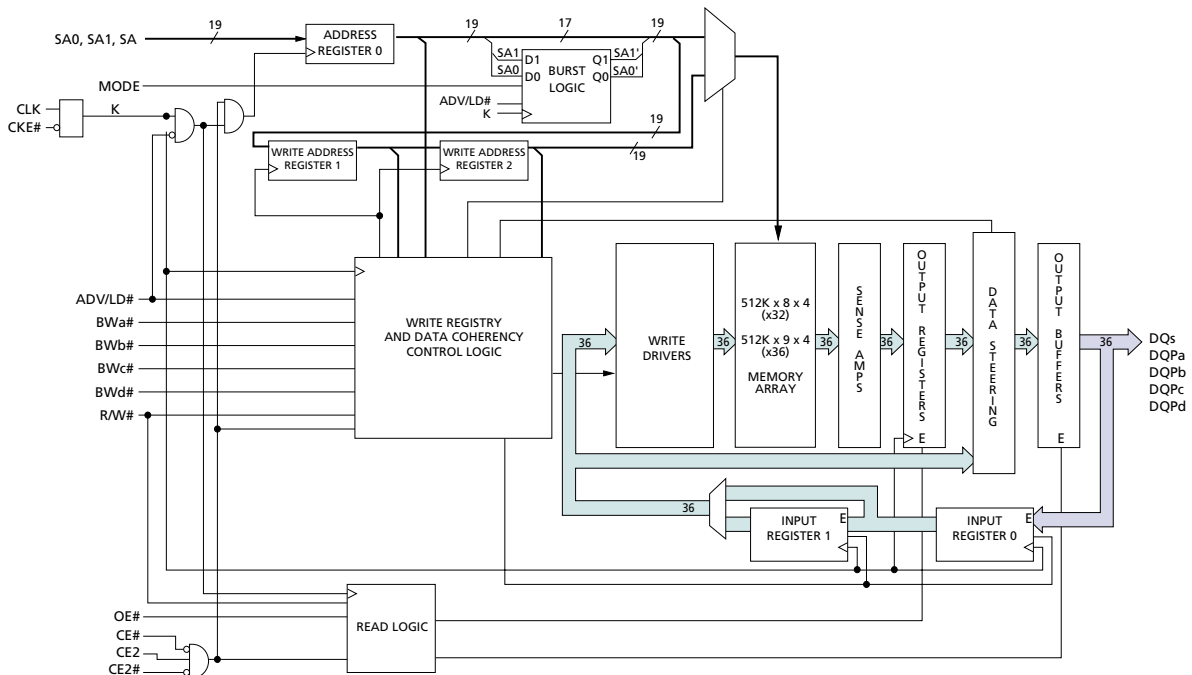 19
ADDRESS
REGISTER 0
19
17
19
SA0, SA1, SA
SA1
SA0
D1
D0
BURST
LOGIC
Q1
Q0
SA1'
SA0'
MODE
ADV/LD#
K
CLK
CKE#
K
19
19
WRITE ADDRESS
REGISTER 1
WRITE ADDRESS
REGISTER 2
ADV/LD#
BWa#
BWb#
BWc#
BWd#
R/W#
WRITE REGISTRY
AND DATA COHERENCY
CONTROL LOGIC
36
WRITE
DRIVERS
36
512K x 8 x 4
(x32)
512K x 9 x 4
(x36)
MEMORY
ARRAY
36
SENSE AMPS
36
OUTPUT REGISTERS
E
36
DATA STEERING
36
OUTPUT BUFFERS
E
36
DQs
DQPa
DQPb
DQPc
DQPd
36
INPUT
REGISTER 1
E
INPUT
REGISTER 0
E
OE#
CE#
CE2
CE2#
READ LOGIC